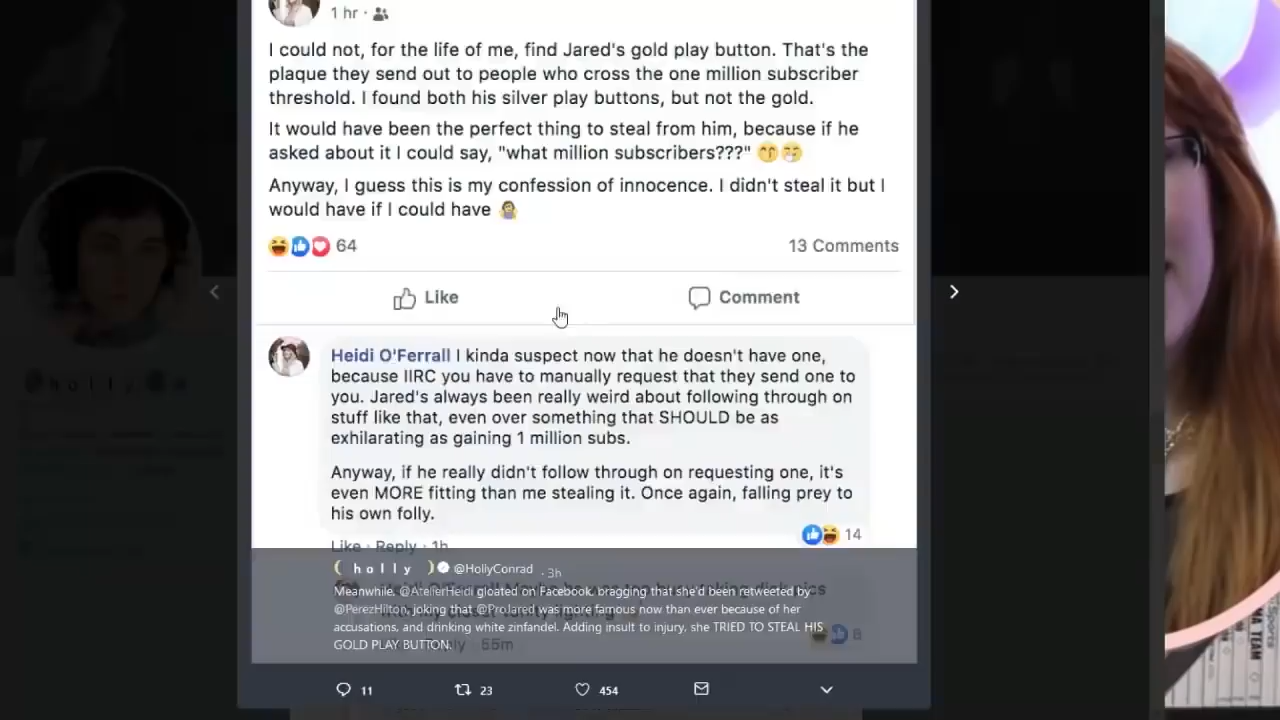 1 hr ·
I could not, for the life of me, find Jared's gold play button. That's the
plaque they send out to people who cross the one million subscriber
threshold. I found both his silver play buttons, but not the gold.
It would have been the perfect thing to steal from him, because if he
asked about it I could say, "what million subscribers???" 😙😁
Anyway, I guess this is my confession of innocence. I didn't steal it but I
would have if I could have 🤷‍♀️
64 13 Comments
Like Comment
Heidi O'Ferrall I kinda suspect now that he doesn't have one,
because IIRC you have to manually request that they send one to
you. Jared's always been really weird about following through on
stuff like that, even over something that SHOULD be as
exhilarating as gaining 1 million subs.
Anyway, if he really didn't follow through on requesting one, it's
even MORE fitting than me stealing it. Once again, falling prey to
his own folly.
14
Like · Reply · 1h
( h o l l y ) @HollyConrad · 3h
Meanwhile, @AtelierHeidi gloated on Facebook, bragging that she'd been retweeted by
@PerezHilton, joking that @ProJared was more famous now than ever because of her
accusations, and drinking white zinfandel. Adding insult to injury, she TRIED TO STEAL HIS
GOLD PLAY BUTTON.
8
55m
11 23 454
h o l l y
TEAM